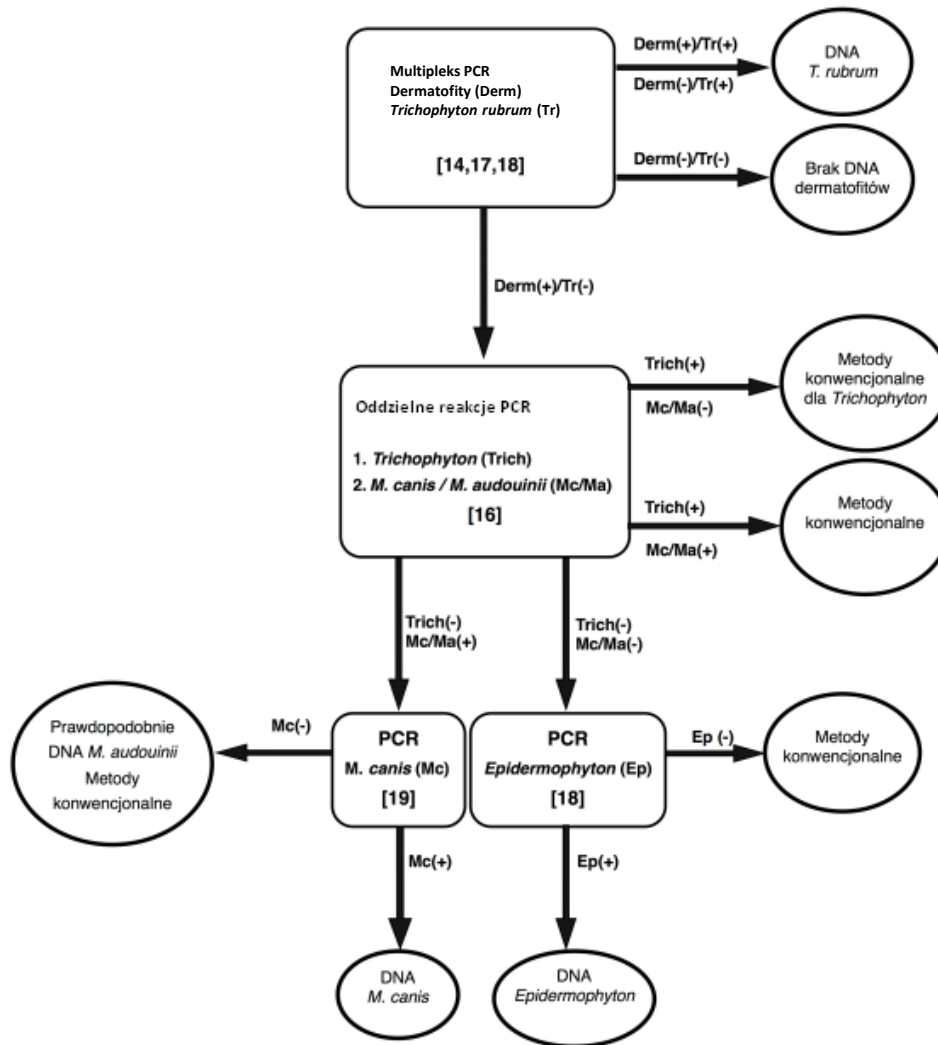 Multipleks PCR
Dermatofity (Derm)
Trichophyton rubrum (Tr)
[14,17,18]
Derm(+)/Tr(+)
Derm(-)/Tr(+)
DNA
T. rubrum
Derm(-)/Tr(-)
Brak DNA
dermatofitów
Derm(+)/Tr(-)
Oddzielne reakcje PCR
1. Trichophyton (Trich)
2. M. canis / M. audouinii (Mc/Ma)
[16]
Trich(+)
Mc/Ma(-)
Metody
konwencjonalne
dla Trichophyton
Trich(+)
Mc/Ma(+)
Metody
konwencjonalne
Trich(-)
Mc/Ma(+)
Trich(-)
Mc/Ma(-)
Prawdopodobnie
DNA M. audouinii
Metody
konwencjonalne
Mc(-)
PCR
M. canis (Mc)
[19]
PCR
Epidermophyton (Ep)
[18]
Ep (-)
Metody
konwencjonalne
Mc(+)
Ep(+)
DNA
M. canis
DNA
Epidermophyton